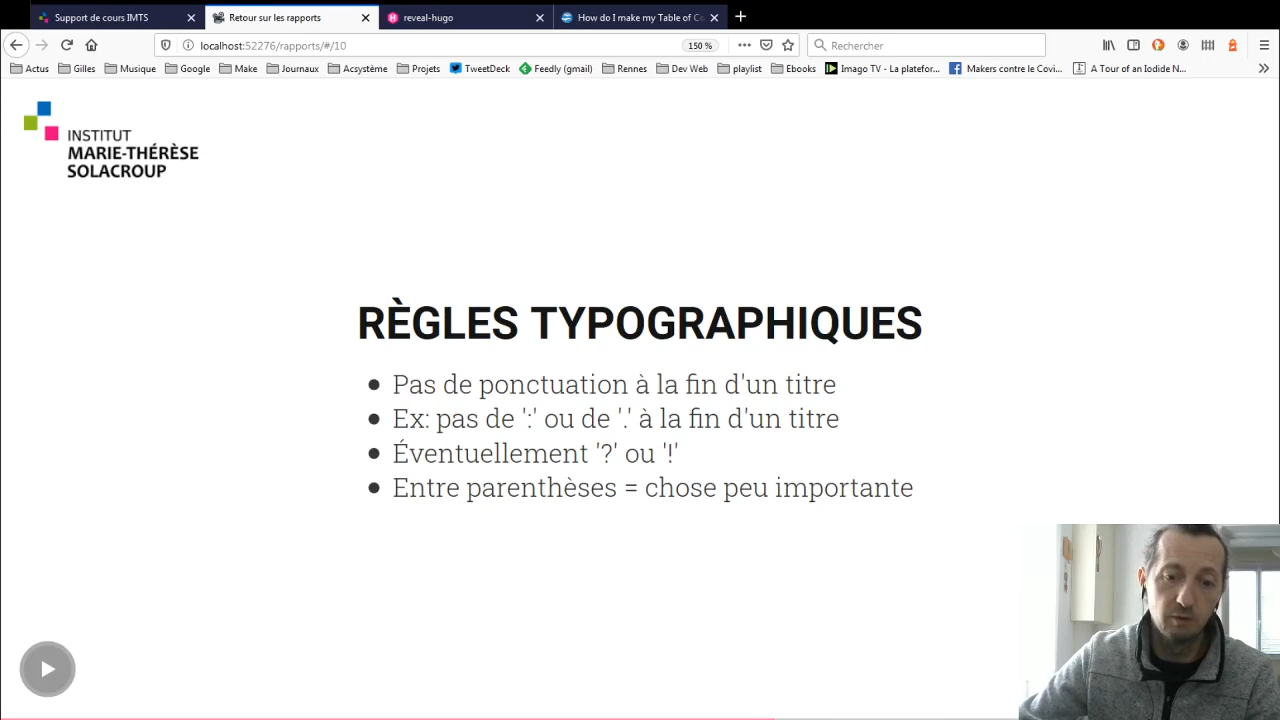 Support de cours IMTS
Retour sur les rapports
reveal-hugo
How do I make my Table of Co
localhost:52276/rapports/#/10
150 %
Rechercher
Actus
Gilles
Musique
Google
Make
Journaux
Acsystème
Projets
TweetDeck
Feedly (gmail)
Rennes
Dev Web
playlist
Ebooks
Imago TV - La platefor...
Makers contre le Covi...
A Tour of an Iodide N...
INSTITUT
MARIE-THÉRÈSE
SOLACROUP
RÈGLES TYPOGRAPHIQUES
Pas de ponctuation à la fin d'un titre
Ex: pas de ':' ou de '.' à la fin d'un titre
Éventuellement '?' ou '!'
Entre parenthèses = chose peu importante